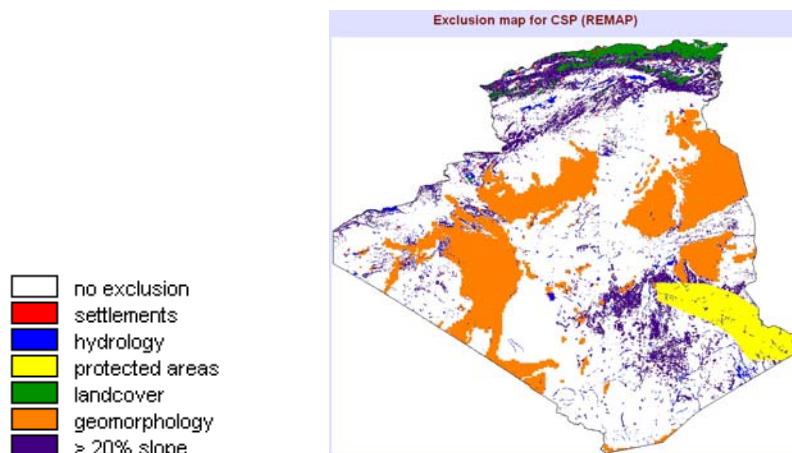 Exclusion map for CSP (REMAP)
no exclusion
settlements
hydrology
protected areas
landcover
geomorphology
≥ 20% slope